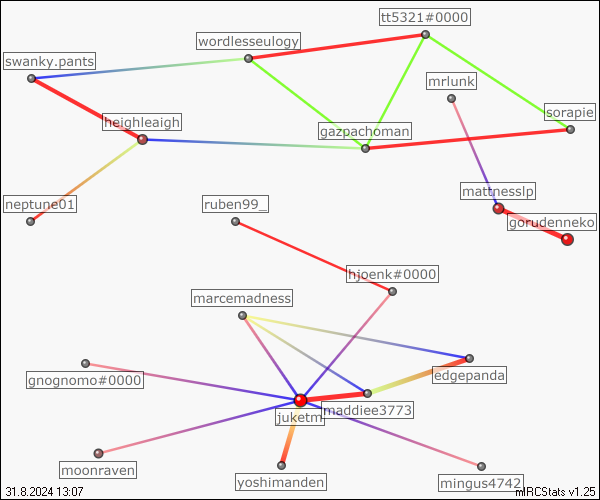 tt5321#0000
wordlesseulogy
swanky.pants
mrlunk
sorapie
heighleaigh
gazpachoman
mattnesslp
neptune01
ruben99_
gorudenneko
hjoenk#0000
marcemadness
edgepanda
gnognomo#0000
maddiee3773
juketm
moonraven
yoshimanden
mingus4742
31.8.2024 13:07
mIRCStats v1.25